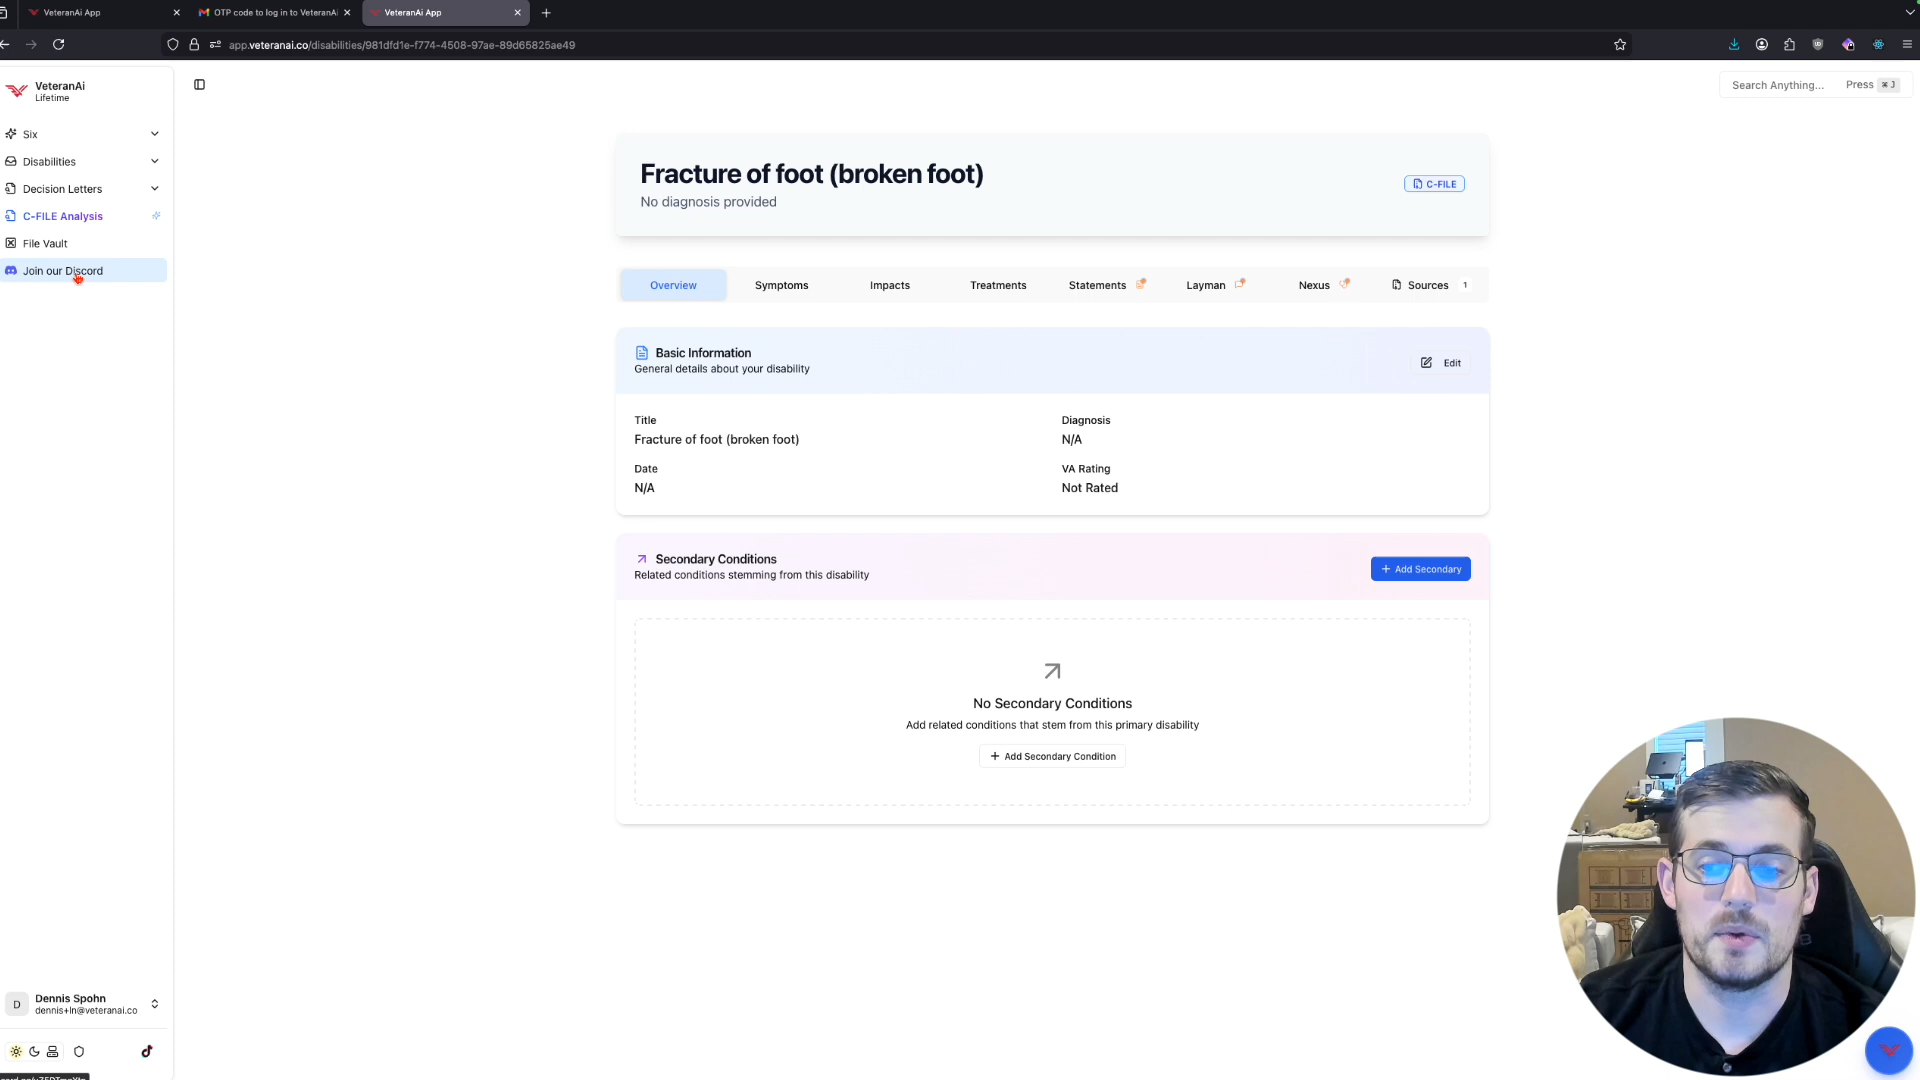 VeteranAi App
OTP code to log in to VeteranAi
VeteranAi App
app.veteranai.co/disabilities/981dfd1e-f774-4508-97ae-89d65825ae49
VeteranAi
Lifetime
Search Anything...
Press ⌘ J
Six
Disabilities
Decision Letters
C-FILE Analysis
File Vault
Join our Discord
Fracture of foot (broken foot)
No diagnosis provided
C-FILE
Overview
Symptoms
Impacts
Treatments
Statements
Layman
Nexus
Sources 1
Basic Information
General details about your disability
Edit
Title
Fracture of foot (broken foot)
Diagnosis
N/A
Date
N/A
VA Rating
Not Rated
Secondary Conditions
Related conditions stemming from this disability
+ Add Secondary
No Secondary Conditions
Add related conditions that stem from this primary disability
+ Add Secondary Condition
D
Dennis Spohn
dennis+ln@veteranai.co